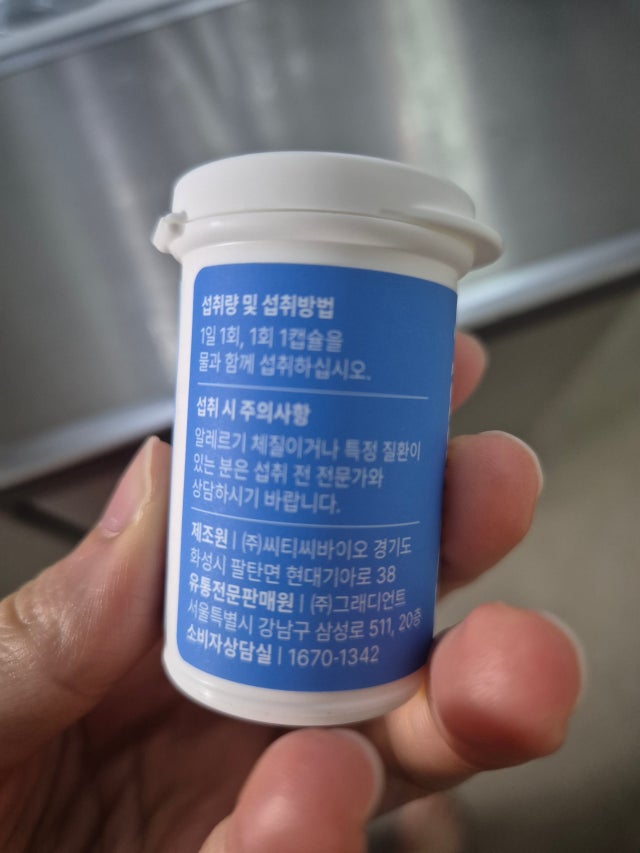 섭취량 및 섭취방법
1일 1회, 1회 1캡슐을
물과 함께 섭취하십시오.
섭취 시 주의사항
알레르기 체질이거나 특정 질환이
있는 분은 섭취 전 전문가와
상담하시기 바랍니다.
제조원 | (주)씨티씨바이오 경기도
화성시 팔탄면 현대기아로 38
유통전문판매원 | (주)그래디언트
서울특별시 강남구 삼성로 511, 20층
소비자상담실 | 1670-1342